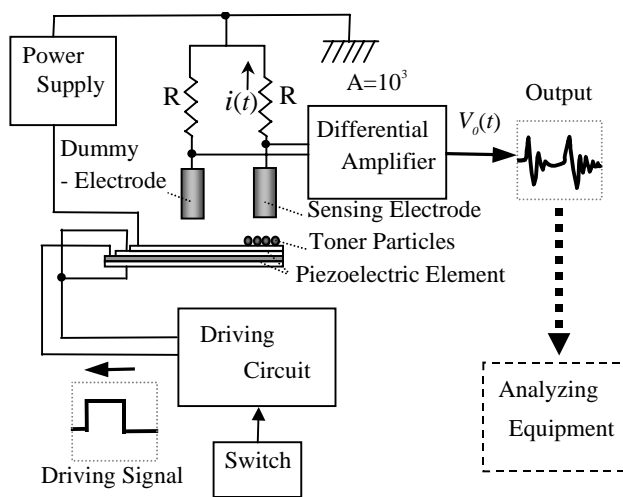 Power
Supply
R
i(t)
R
A=10³
Differential
Amplifier
V₀(t)
Output
Dummy
- Electrode
Sensing Electrode
Toner Particles
Piezoelectric Element
Driving
Circuit
Driving Signal
Switch
Analyzing
Equipment